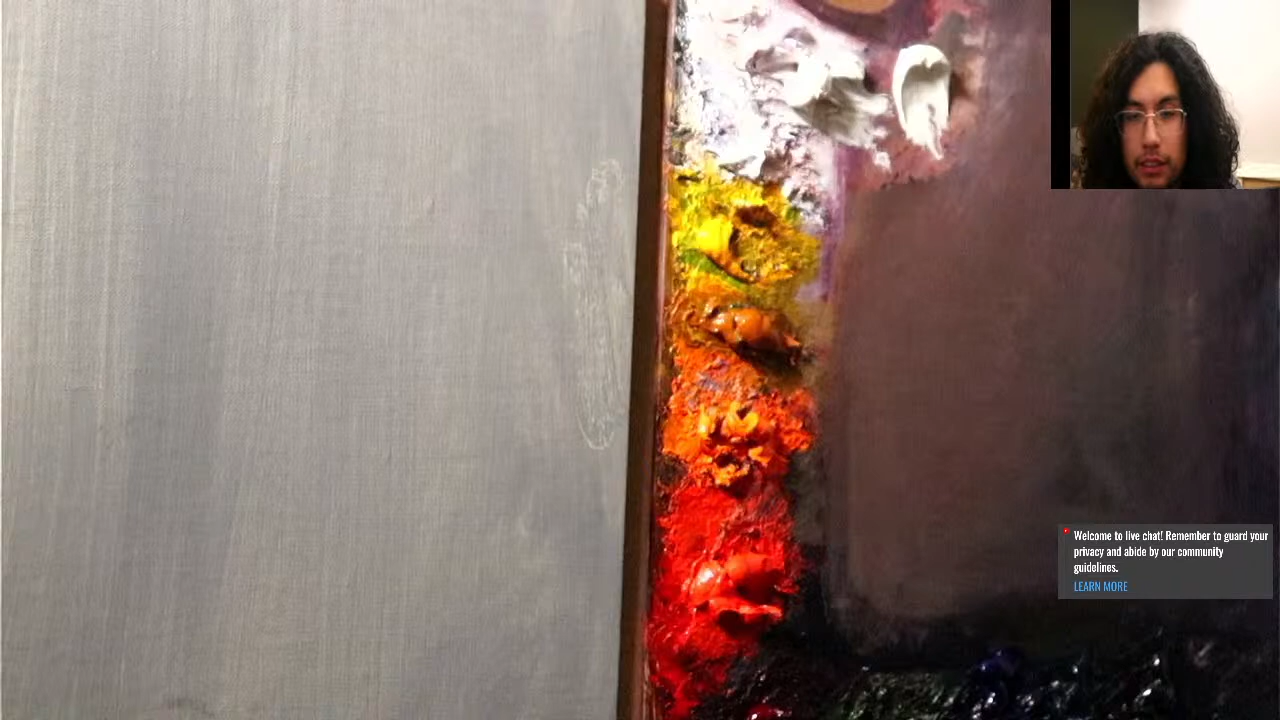 Welcome to live chat! Remember to guard your
privacy and abide by our community
guidelines.
LEARN MORE